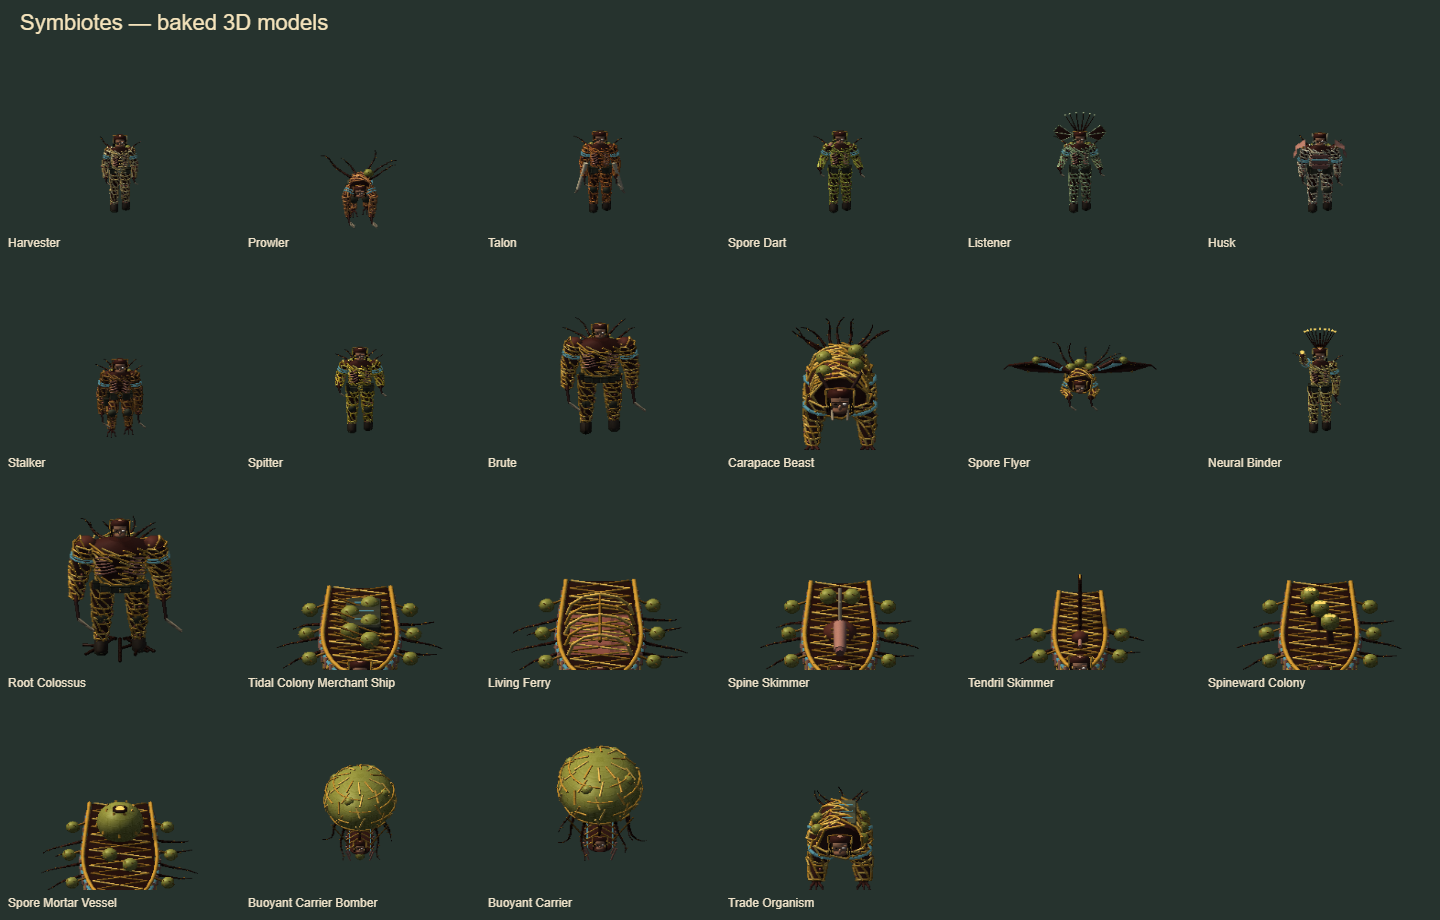 Symbiotes — baked 3D models
Harvester
Prowler
Talon
Spore Dart
Listener
Husk
Stalker
Spitter
Brute
Carapace Beast
Spore Flyer
Neural Binder
Root Colossus
Tidal Colony Merchant Ship
Living Ferry
Spine Skimmer
Tendril Skimmer
Spineward Colony
Spore Mortar Vessel
Buoyant Carrier Bomber
Buoyant Carrier
Trade Organism